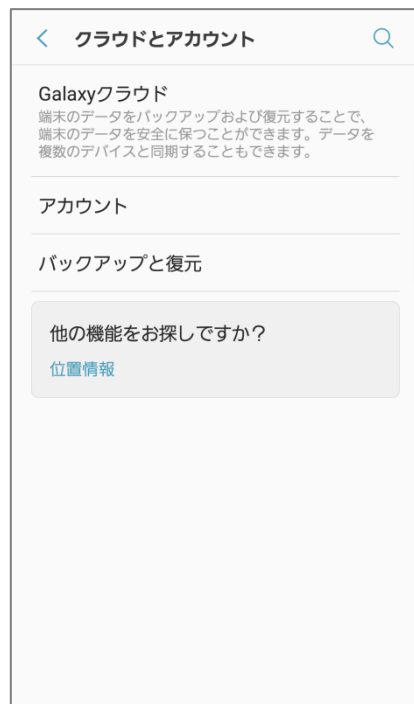 クラウドとアカウント
Galaxyクラウド
端末のデータをバックアップおよび復元することで、
端末のデータを安全に保つことができます。データを
複数のデバイスと同期することもできます。
アカウント
バックアップと復元
他の機能をお探しですか？
位置情報